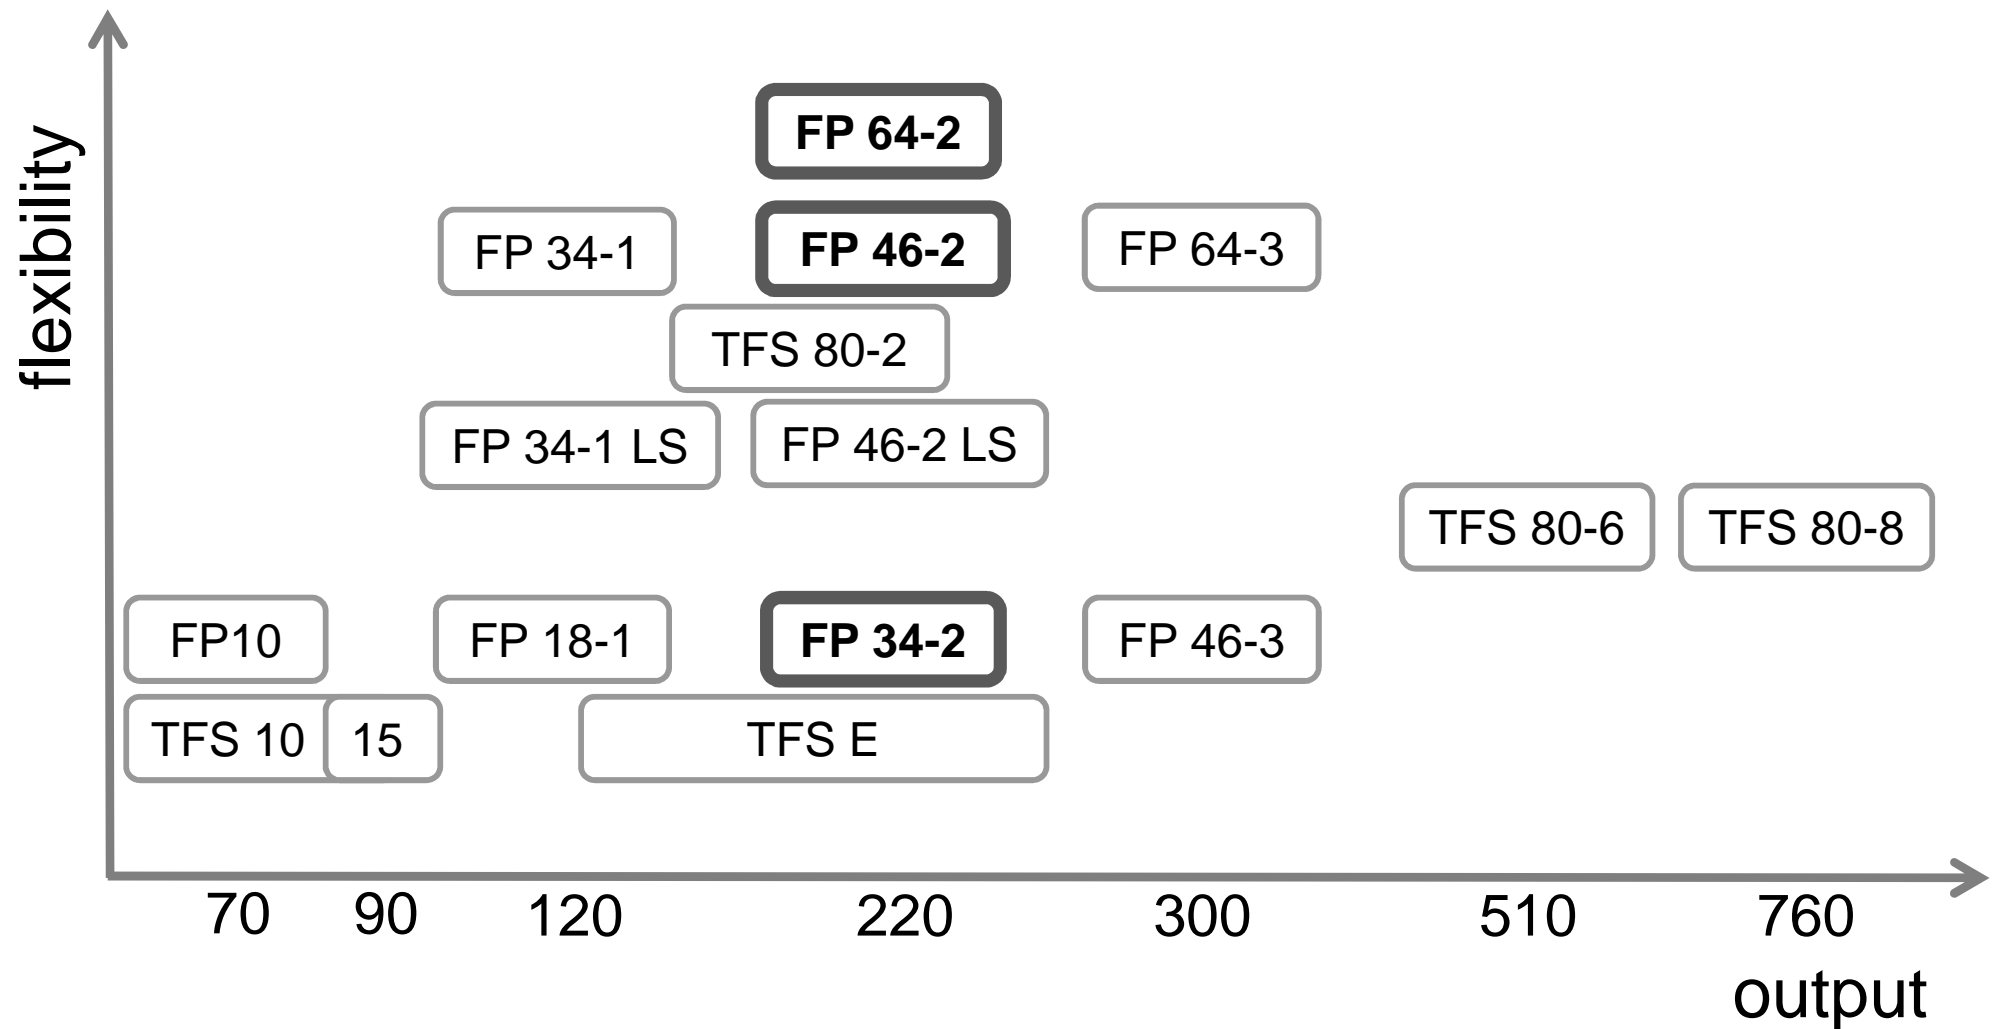 flexibility
FP 64-2
FP 34-1
FP 46-2
FP 64-3
TFS 80-2
FP 34-1 LS
FP 46-2 LS
TFS 80-6
TFS 80-8
FP10
FP 18-1
FP 34-2
FP 46-3
TFS 10
15
TFS E
70 90 120 220 300 510 760
output